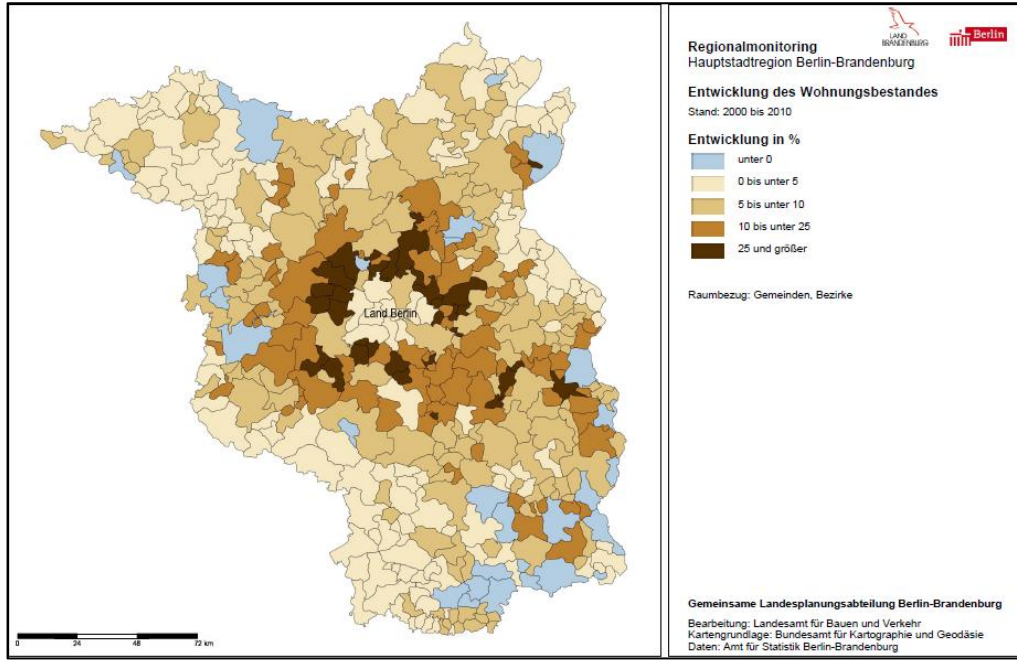 LAND
BRANDENBURG
Berlin
Regionalmonitoring
Hauptstadtregion Berlin-Brandenburg
Entwicklung des Wohnungsbestandes
Stand: 2000 bis 2010
Entwicklung in %
unter 0
0 bis unter 5
5 bis unter 10
10 bis unter 25
25 und größer
Raumbezug: Gemeinden, Bezirke
Land Berlin
0 24 48 72 km
Gemeinsame Landesplanungsabteilung Berlin-Brandenburg
Bearbeitung: Landesamt für Bauen und Verkehr
Kartengrundlage: Bundesamt für Kartographie und Geodäsie
Daten: Amt für Statistik Berlin-Brandenburg